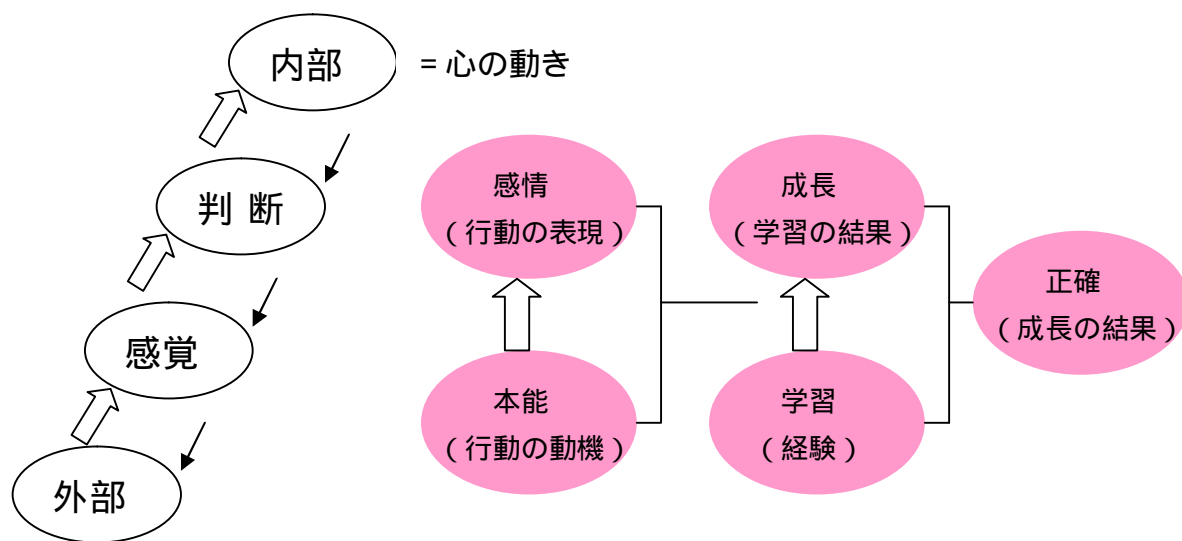 内部
= 心の動き
判 断
感覚
外部
感情
（行動の表現）
本能
（行動の動機）
成長
（学習の結果）
学習
（経験）
正確
（成長の結果）